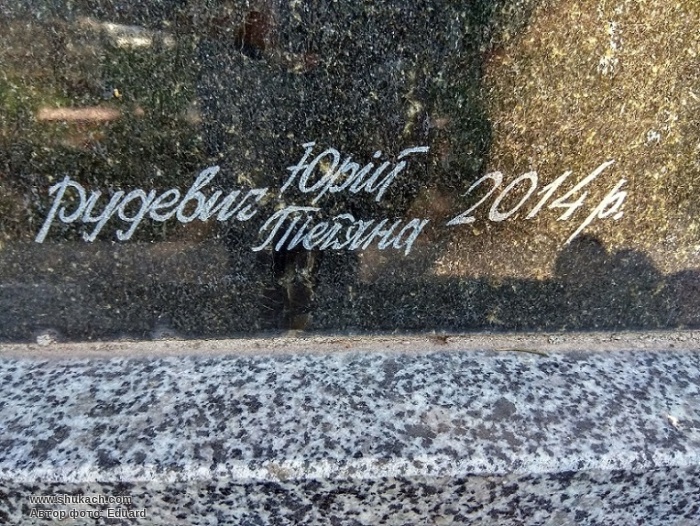 Рудевич Юрій
Тетяна 2014 р.
www.shukach.com
Автор фото: Eduard